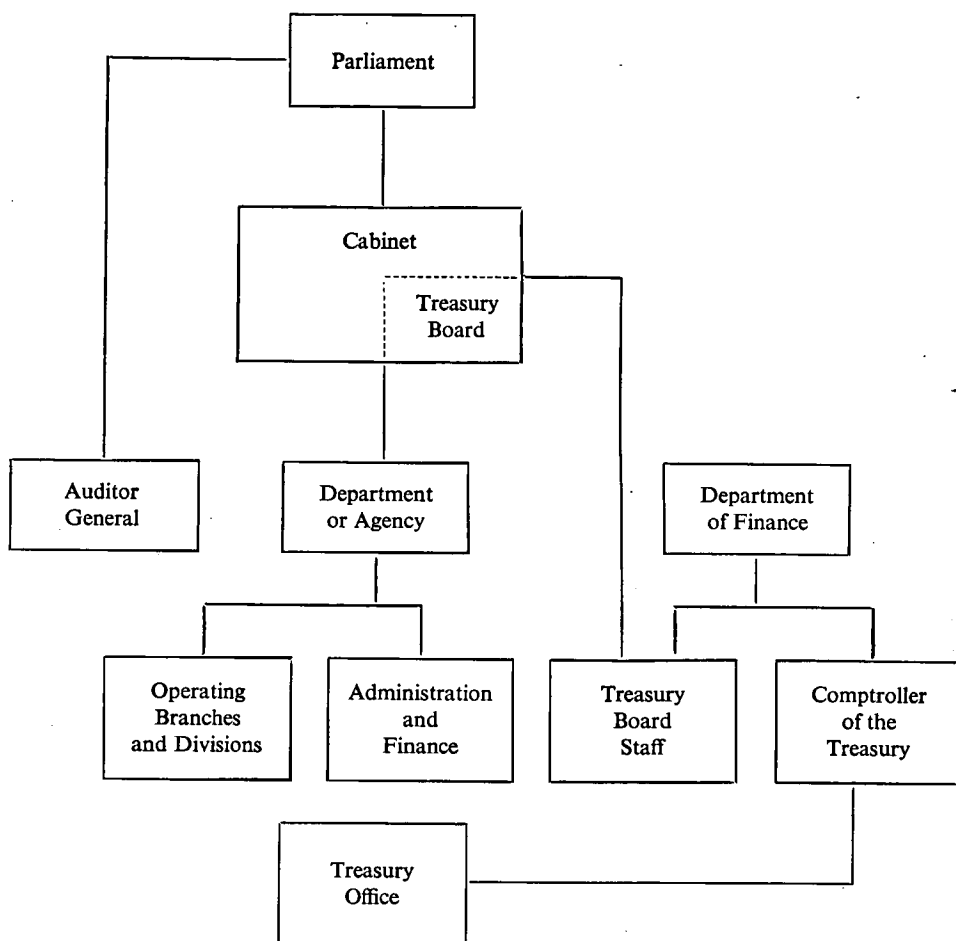 Parliament
Cabinet
Treasury
Board
Auditor
General
Department
or Agency
Department
of Finance
Operating
Branches
and Divisions
Administration
and
Finance
Treasury
Board
Staff
Comptroller
of the
Treasury
Treasury
Office